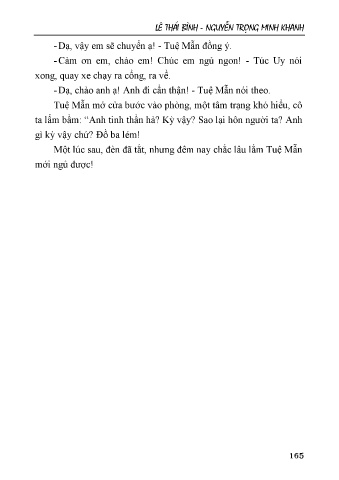 LÊ THÁI BÌNH - NGUYỄN TRỌNG MINH KHANH
- Dạ, vậy em sẽ chuyển ạ! - Tuệ Mẫn đồng ý.
- Cảm ơn em, chào em! Chúc em ngủ ngon! - Túc Uy nói
xong, quay xe chạy ra cổng, ra về.
- Dạ, chào anh ạ! Anh đi cẩn thận! - Tuệ Mẫn nói theo.
Tuệ Mẫn mở cửa bước vào phòng, một tâm trạng khó hiểu, cô
ta lẩm bẩm: “Anh tinh thần hả? Kỳ vậy? Sao lại hôn người ta? Anh
gì kỳ vậy chứ? Đồ ba lém!
Một lúc sau, đèn đã tắt, nhưng đêm nay chắc lâu lắm Tuệ Mẫn
mới ngủ được!
165